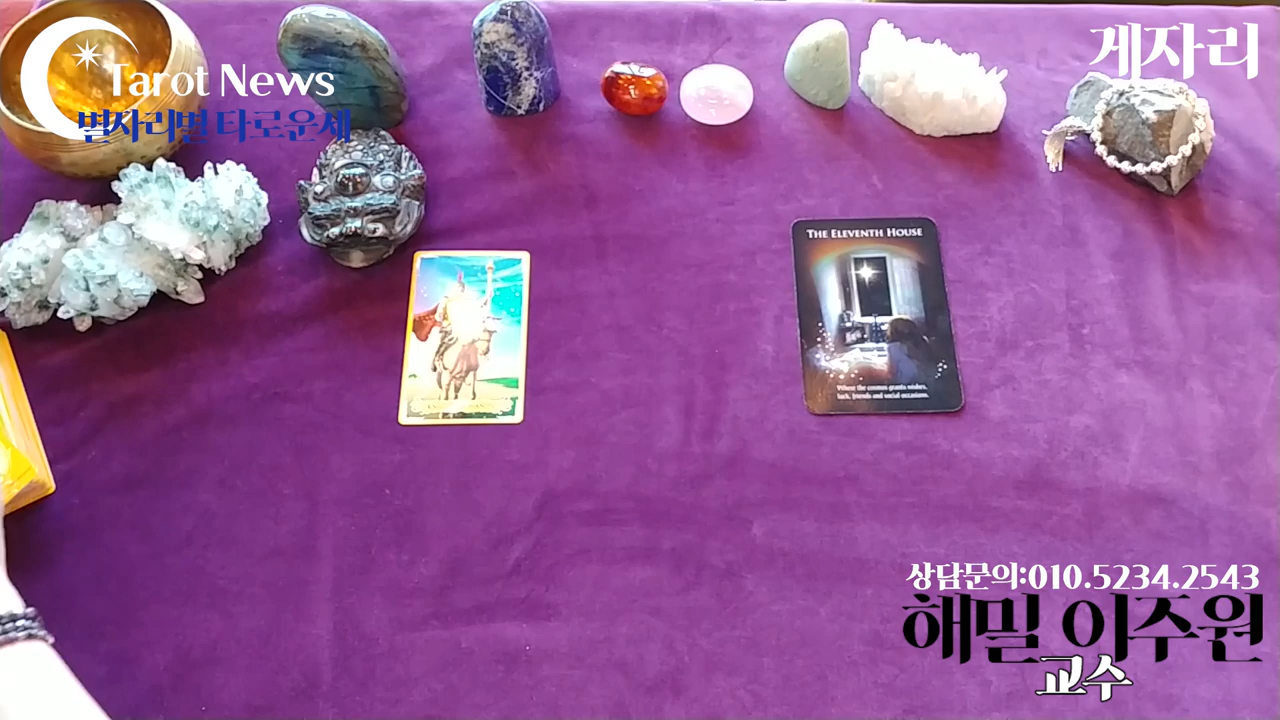 Tarot News
별자리별 타로운세
게자리
THE ELEVENTH HOUSE
Where the cosmos grants wishes,
luck, friends and social occasions.
상담문의:010.5234.2543
해밀 이주원
교수